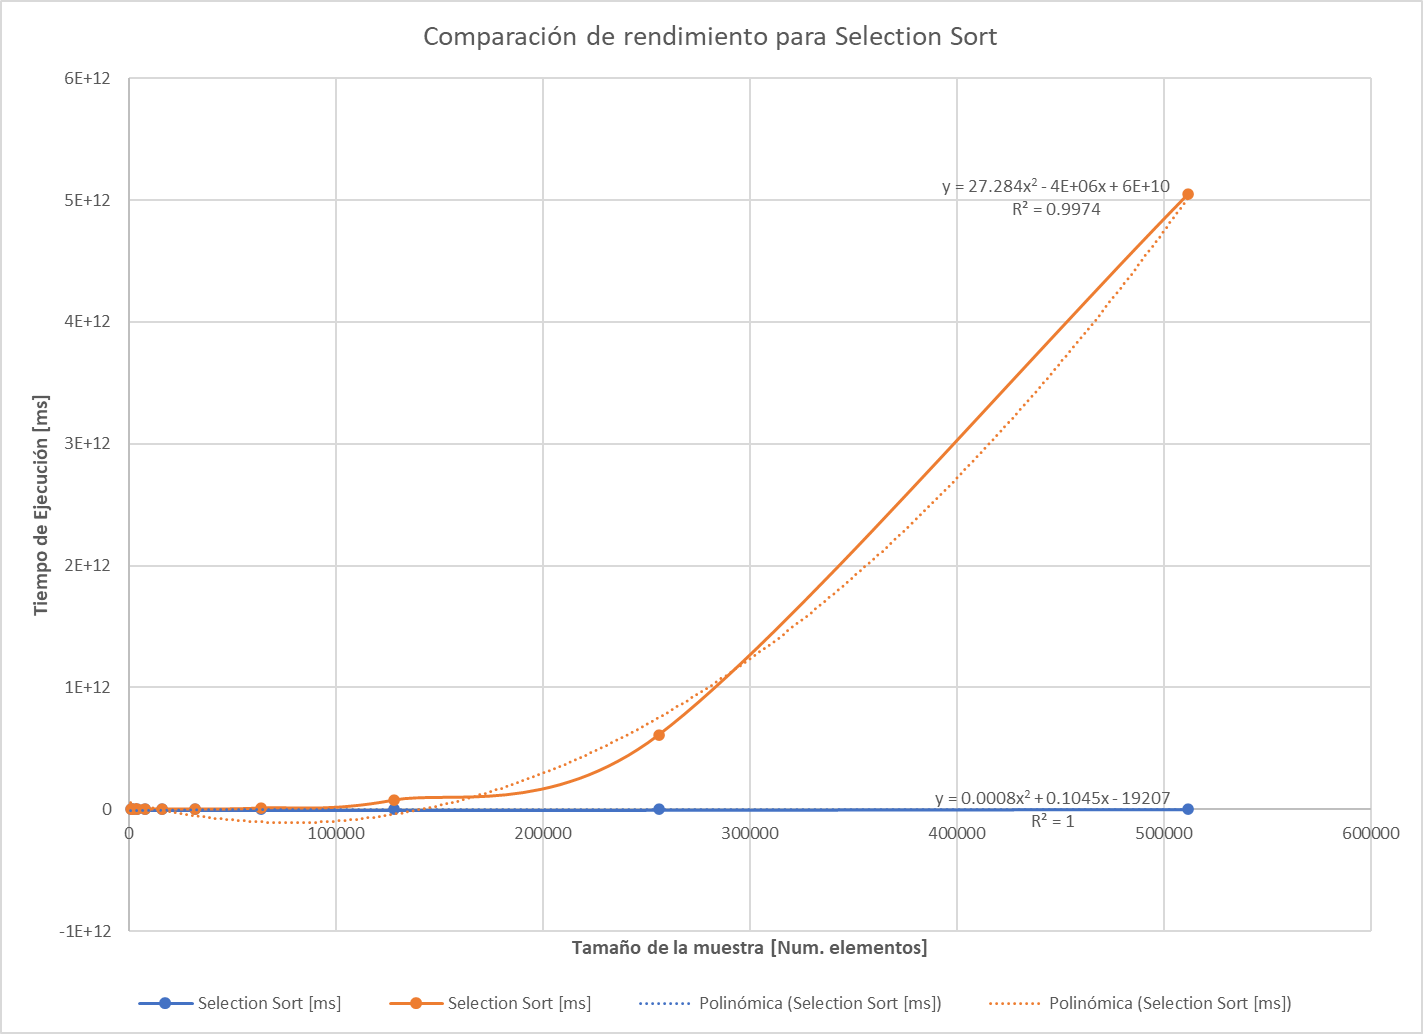 Comparación de rendimiento para Selection Sort
6E+12
5E+12
4E+12
3E+12
2E+12
1E+12
0
-1E+12
Tiempo de Ejecución [ms]
y = 27.284x² - 4E+06x + 6E+10
R² = 0.9974
y = 0.0008x² + 0.1045x - 19207
R² = 1
0 100000 200000 300000 400000 500000 600000
Tamaño de la muestra [Num. elementos]
Selection Sort [ms] Selection Sort [ms] Polinómica (Selection Sort [ms]) Polinómica (Selection Sort [ms])